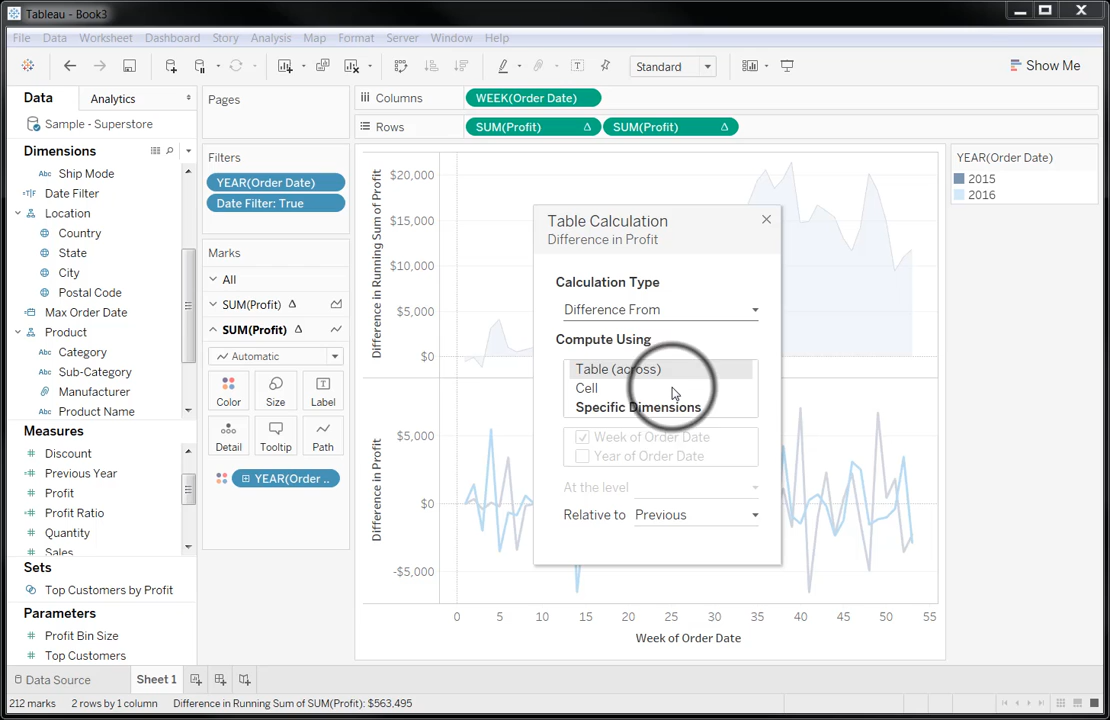 Tableau - Book3
File Data Worksheet Dashboard Story Analysis Map Format Server Window Help
Standard
Show Me
Data
Analytics
Sample - Superstore
Dimensions
Abc Ship Mode
Date Filter
Location
Country
State
City
Postal Code
Max Order Date
Product
Abc Category
Abc Sub-Category
Manufacturer
Abc Product Name
Measures
Discount
Previous Year
Profit
Profit Ratio
Quantity
Sales
Sets
Top Customers by Profit
Parameters
Profit Bin Size
Top Customers
Pages
Filters
YEAR(Order Date)
Date Filter: True
Marks
All
SUM(Profit) Δ
SUM(Profit) Δ
Automatic
Color Size Label
Detail Tooltip Path
YEAR(Order ..
Columns
WEEK(Order Date)
Rows
SUM(Profit) Δ
SUM(Profit) Δ
Difference in Running Sum of Profit
$20,000
$15,000
$10,000
$5,000
$0
Difference in Profit
$5,000
$0
-$5,000
0 5 10 15 20 25 30 35 40 45 50 55
Week of Order Date
Table Calculation
Difference in Profit
Calculation Type
Difference From
Compute Using
Table (across)
Cell
Specific Dimensions
Week of Order Date
Year of Order Date
At the level
Relative to Previous
YEAR(Order Date)
2015
2016
Data Source
Sheet 1
212 marks 2 rows by 1 column Difference in Running Sum of SUM(Profit): $563,495